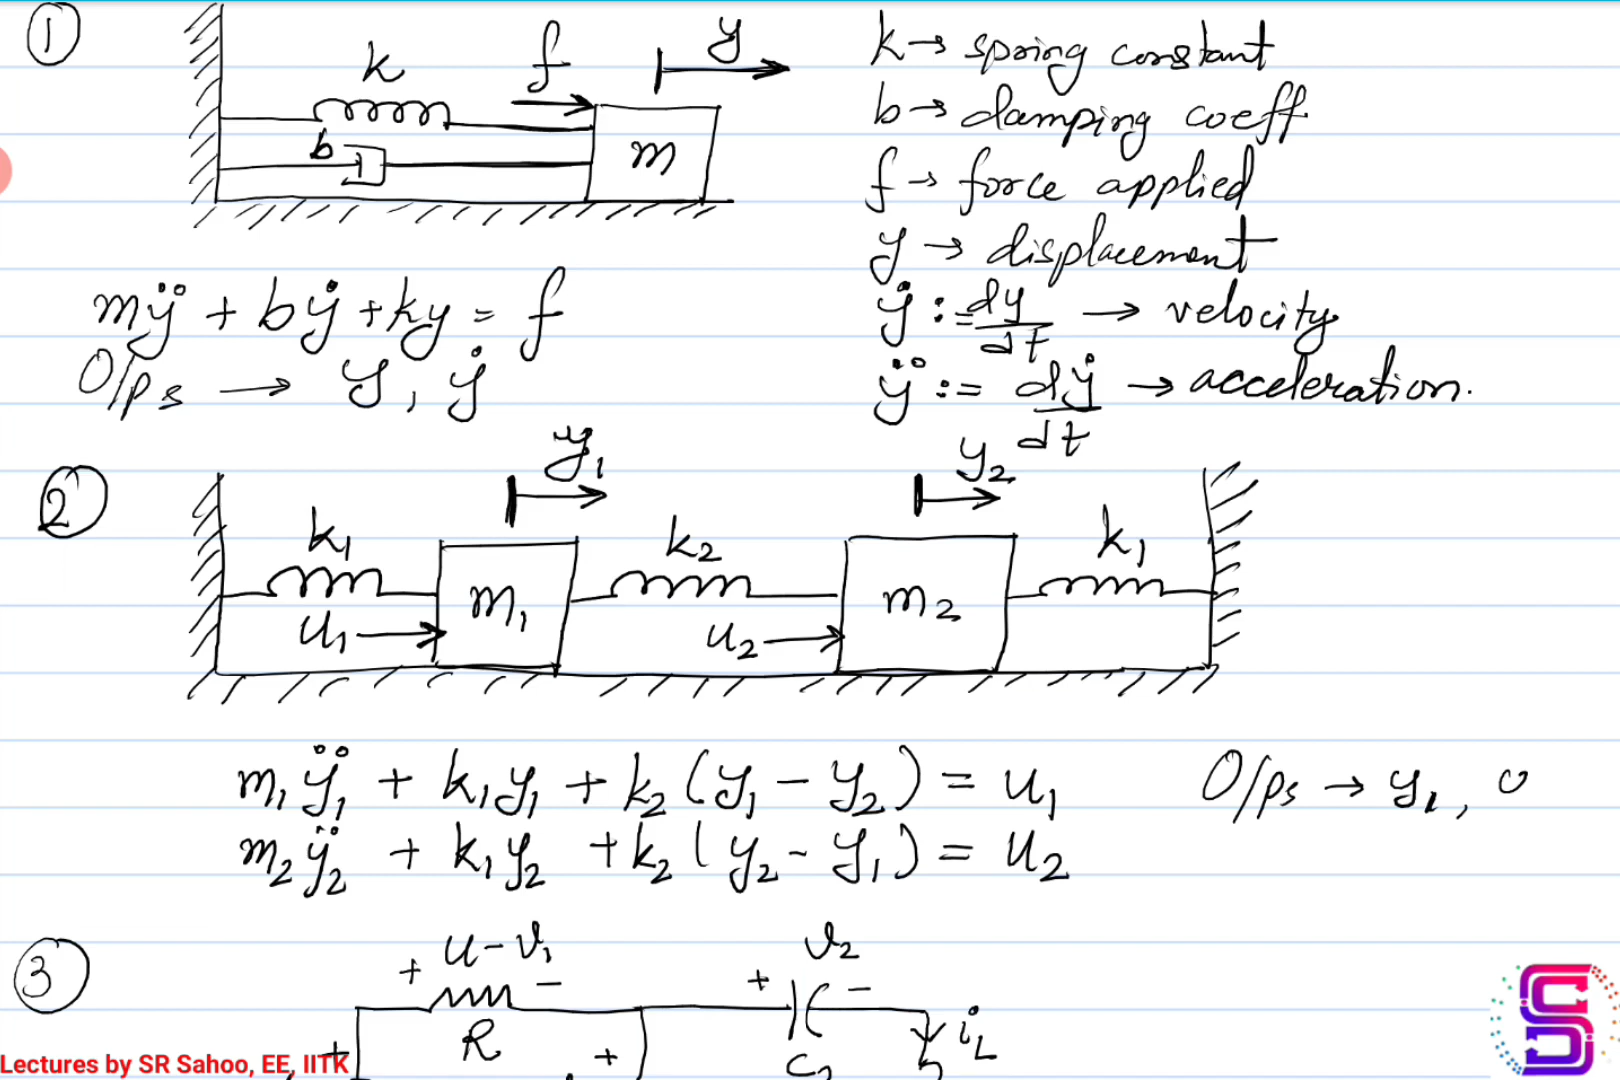 ①
k
f
y
b
m
k → spring constant
b → damping coeff
f → force applied
y → displacement
mÿ + bẏ + ky = f
ẏ := dy/dt → velocity
O/ps → y, ẏ
ÿ := dẏ/dt → acceleration.
②
y₁
y₂
k₁
k₂
k₁
m₁
m₂
u₁
u₂
m₁ÿ₁ + k₁y₁ + k₂(y₁ - y₂) = u₁
O/ps → y₁,
m₂ÿ₂ + k₁y₂ + k₂(y₂ - y₁) = u₂
③
+ u - v₁ -
+ v₂ -
R
+
+
i_L
Lectures by SR Sahoo, EE, IITK